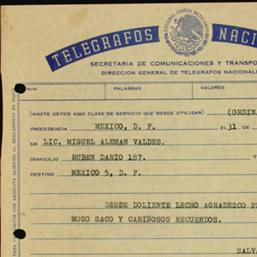 TELEGRAFOS NACI
SECRETARIA DE COMUNICACIONES Y TRANSPO
DIRECCION GENERAL DE TELEGRAFOS NACIONAL
NUM. PALABRAS VALORES
(ANOTE USTED AQUI CLASE DE SERVICIO QUE DESEE UTILIZAR) (ORDIN
PROCEDENCIA MEXICO, D. F. EL 31 DE
SR LIC. MIGUEL ALEMAN VALDES.
DOMICILIO RUBEN DARIO 187. T
DESTINO MEXICO 5, D. F.
DESDE DOLIENTE LECHO AGRADEZCO PR
MOSO SACO Y CARIÑOSOS RECUERDOS.
SALVA